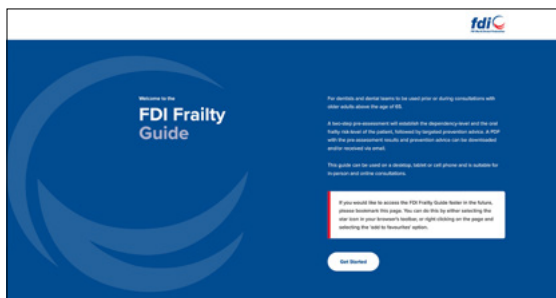 fdi
FDI World Dental Federation
Welcome to the
FDI Frailty
Guide
For dentists and dental teams to be used prior or during consultations with
older adults above the age of 65.
A two-step pre-assessment will establish the dependency-level and the oral
frailty risk-level of the patient, followed by targeted prevention advice. A PDF
with the pre-assessment results and prevention advice can be downloaded
and/or received via email.
This guide can be used on a desktop, tablet or cell phone and is suitable for
in-person and online consultations.
If you would like to access the FDI Frailty Guide faster in the future,
please bookmark this page. You can do this by either selecting the
star icon in your browser's toolbar; or right clicking on the page and
selecting the 'add to favourites' option.
Get Started